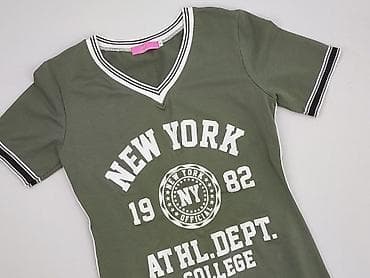 NEW YORK
19 82
NEW YORK
NY
OFFICIAL
ATHL.DEPT.
COLLEGE